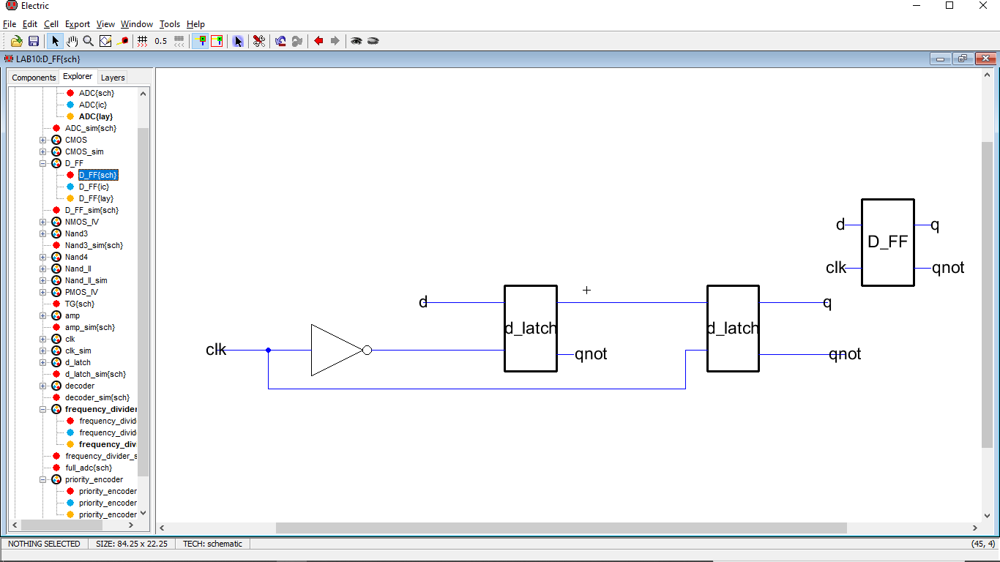 Electric
File Edit Cell Export View Window Tools Help
0.5
LAB10:D_FF{sch}
Components Explorer Layers
ADC{sch}
ADC{ic}
ADC{lay}
ADC_sim{sch}
CMOS
CMOS_sim
D_FF
D_FF{sch}
D_FF{ic}
D_FF{lay}
D_FF_sim{sch}
NMOS_IV
Nand3
Nand3_sim{sch}
Nand4
Nand_II
Nand_II_sim
PMOS_IV
TG{sch}
amp
amp_sim{sch}
clk
clk_sim
d_latch
d_latch_sim{sch}
decoder
decoder_sim{sch}
frequency_divider
frequency_divid
frequency_divid
frequency_div
frequency_divider_s
full_adc{sch}
priority_encoder
priority_encoder
priority_encoder
priority_encoder
d q
D_FF
clk qnot
d q
d_latch d_latch
clk qnot qnot
NOTHING SELECTED SIZE: 84.25 x 22.25 TECH: schematic (45, 4)